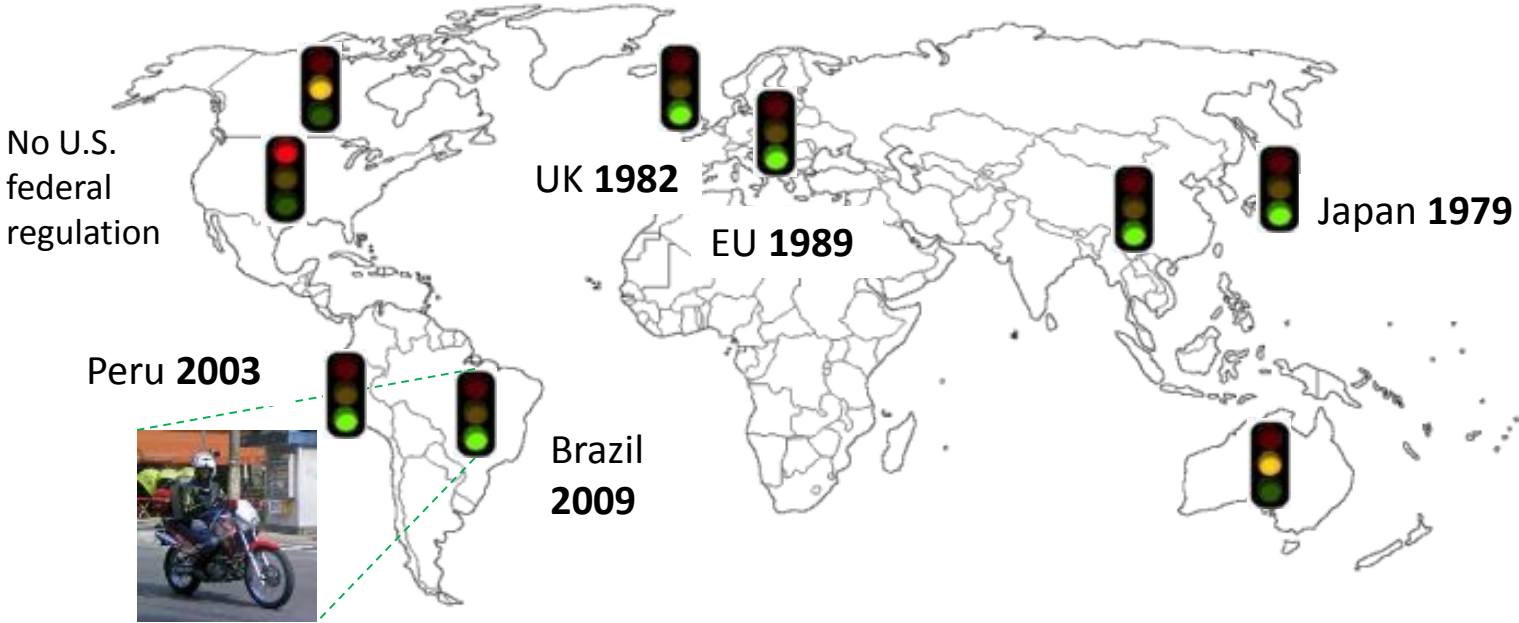 No U.S.
federal
regulation
UK 1982
EU 1989
Japan 1979
Peru 2003
Brazil
2009